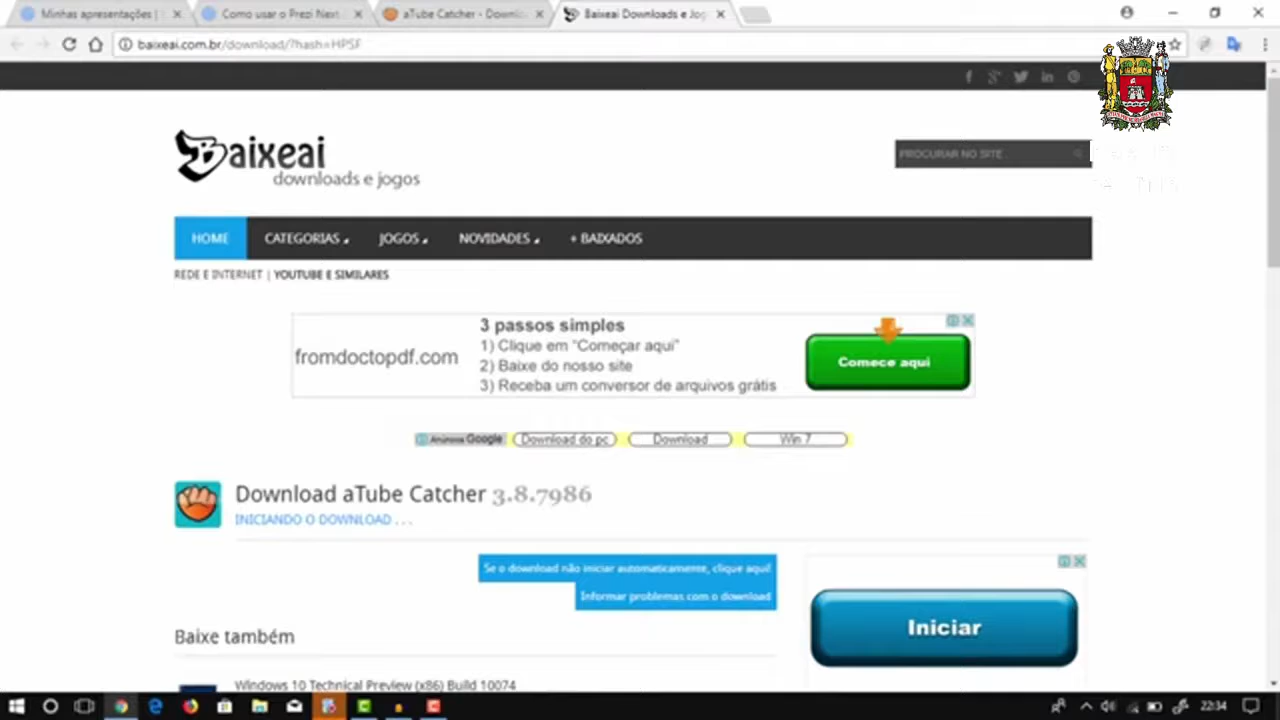 Minhas apresentações |
Como usar o Prezi Next
aTube Catcher - Downlo
Baixeai Downloads e Jog
baixeai.com.br/download/?hash=HPSF
Baixeai
downloads e jogos
PROCURAR NO SITE
HOME
CATEGORIAS
JOGOS
NOVIDADES
+ BAIXADOS
REDE E INTERNET | YOUTUBE E SIMILARES
fromdoctopdf.com
3 passos simples
1) Clique em "Começar aqui"
2) Baixe do nosso site
3) Receba um conversor de arquivos grátis
Comece aqui
Anúncios Google
Download do pc
Download
Win 7
Download aTube Catcher 3.8.7986
INICIANDO O DOWNLOAD . . .
Se o download não iniciar automaticamente, clique aqui!
Informar problemas com o download
Iniciar
Baixe também
Windows 10 Technical Preview (x86) Build 10074
22:34